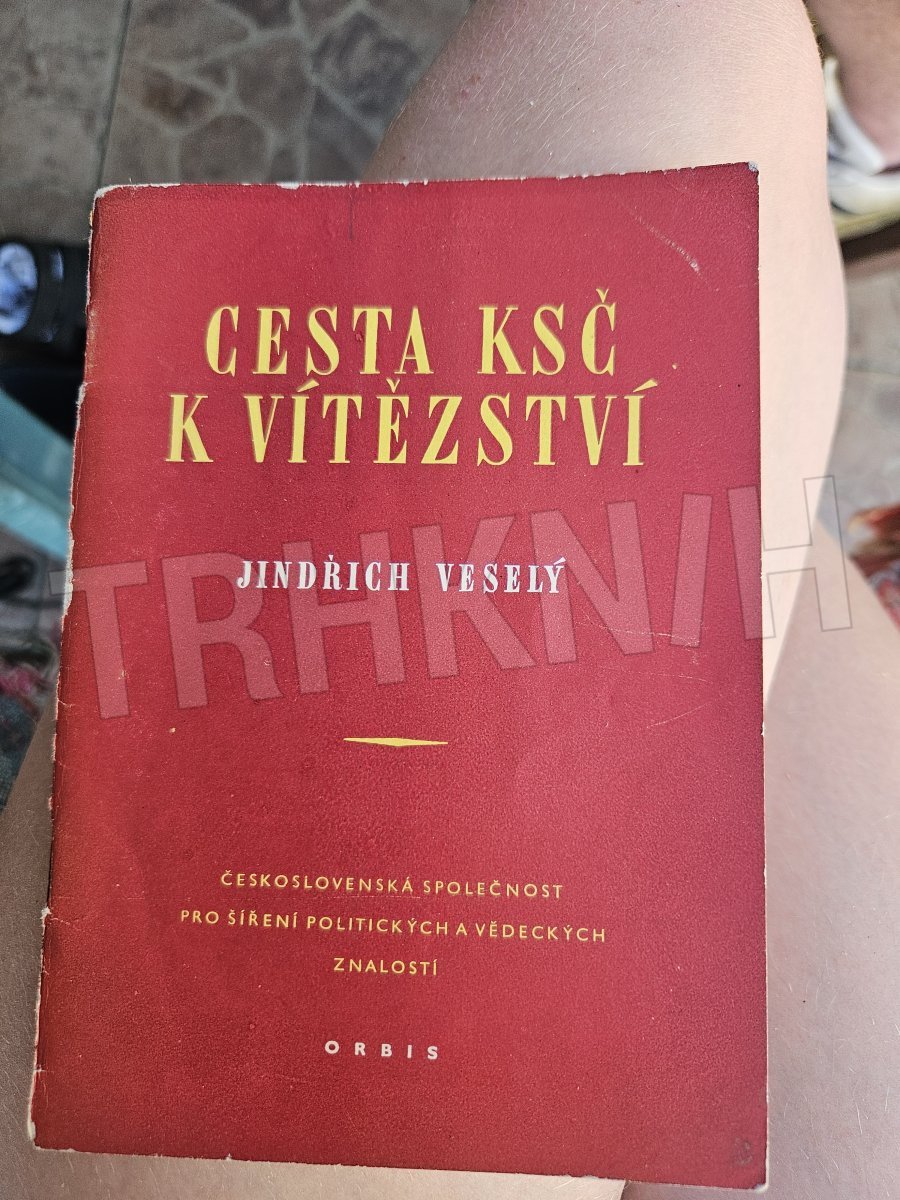 CESTA KSČ
K VÍTĚZSTVÍ
JINDŘICH VESELÝ
TRHKNIH
ČESKOSLOVENSKÁ SPOLEČNOST
PRO ŠÍŘENÍ POLITICKÝCH A VĚDECKÝCH
ZNALOSTÍ
ORBIS